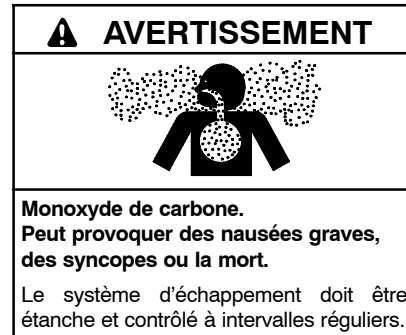 AVERTISSEMENT
Monoxyde de carbone.
Peut provoquer des nausées graves,
des syncopes ou la mort.
Le système d'échappement doit être
étanche et contrôlé à intervalles réguliers.